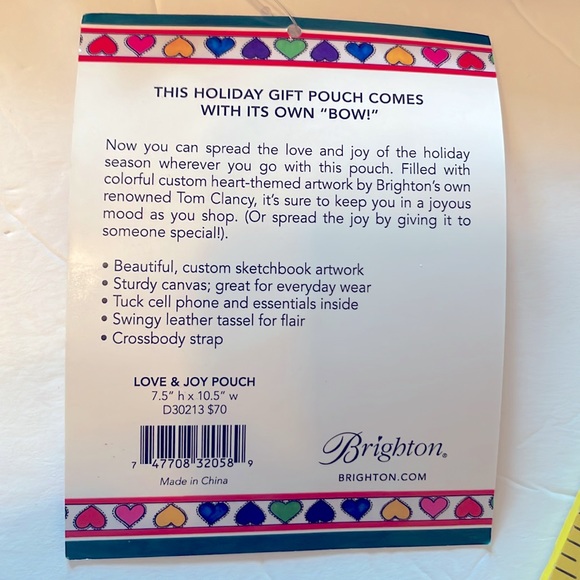 THIS HOLIDAY GIFT POUCH COMES
WITH ITS OWN “BOW!”
Now you can spread the love and joy of the holiday
season wherever you go with this pouch. Filled with
colorful custom heart-themed artwork by Brighton’s own
renowned Tom Clancy, it’s sure to keep you in a joyous
mood as you shop. (Or spread the joy by giving it to
someone special!).
• Beautiful, custom sketchbook artwork
• Sturdy canvas; great for everyday wear
• Tuck cell phone and essentials inside
• Swingy leather tassel for flair
• Crossbody strap
LOVE & JOY POUCH
7.5” h x 10.5” w
D30213 $70
7 47708 32058 9
Made in China
Brighton®
BRIGHTON.COM